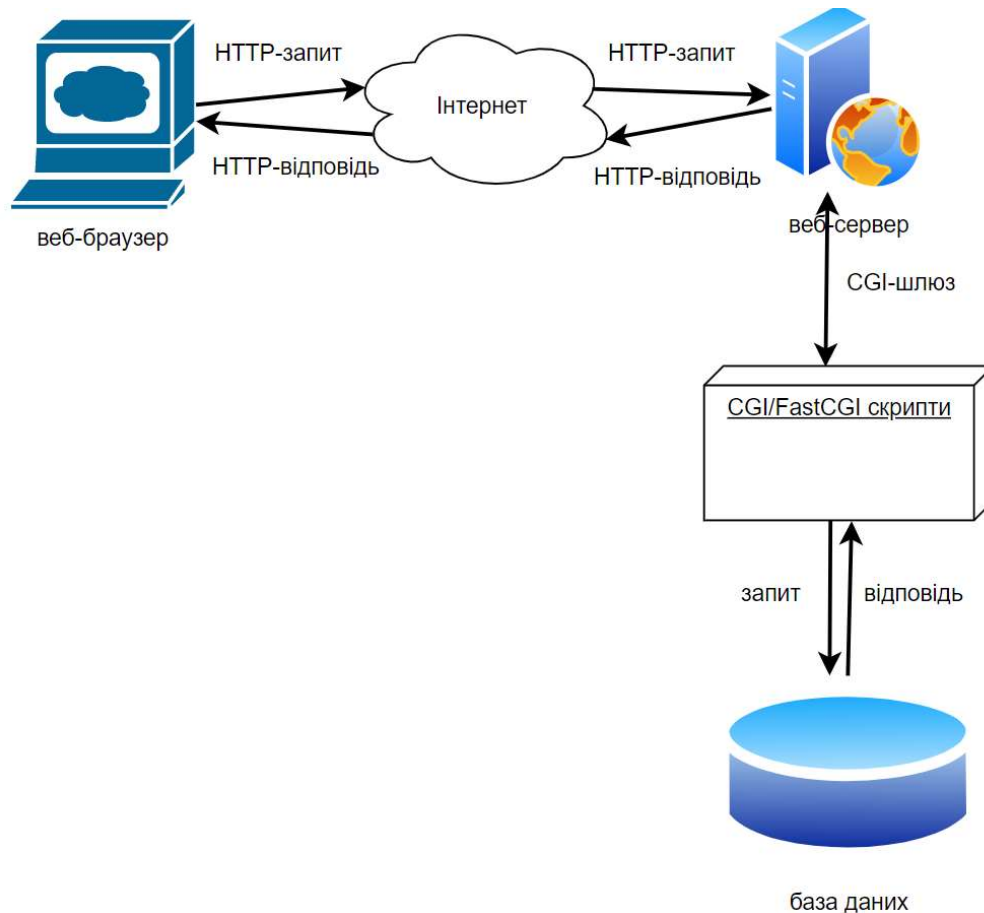 HTTP-запит
HTTP-запит
Інтернет
HTTP-відповідь
HTTP-відповідь
веб-браузер
веб-сервер
CGI-шлюз
CGI/FastCGI скрипти
запит
відповідь
база даних